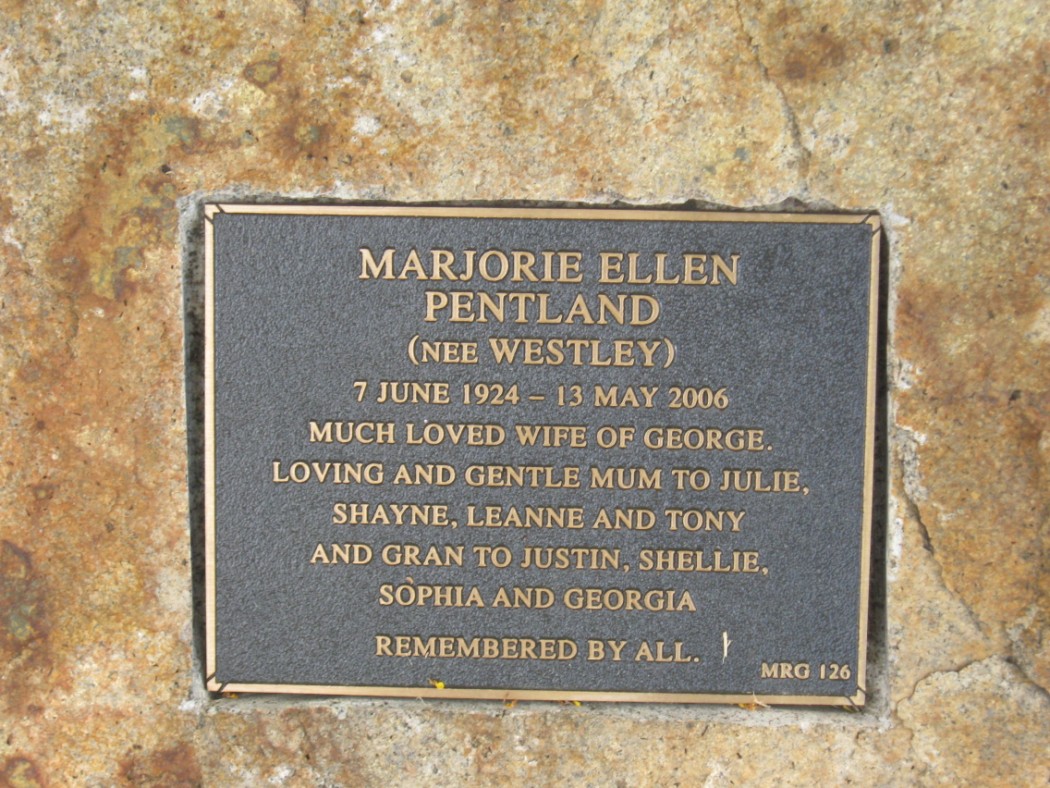 MARJORIE ELLEN
PENTLAND
(NEE WESTLEY)
7 JUNE 1924 – 13 MAY 2006
MUCH LOVED WIFE OF GEORGE.
LOVING AND GENTLE MUM TO JULIE,
SHAYNE, LEANNE AND TONY
AND GRAN TO JUSTIN, SHELLIE,
SOPHIA AND GEORGIA
REMEMBERED BY ALL.
MRG 126